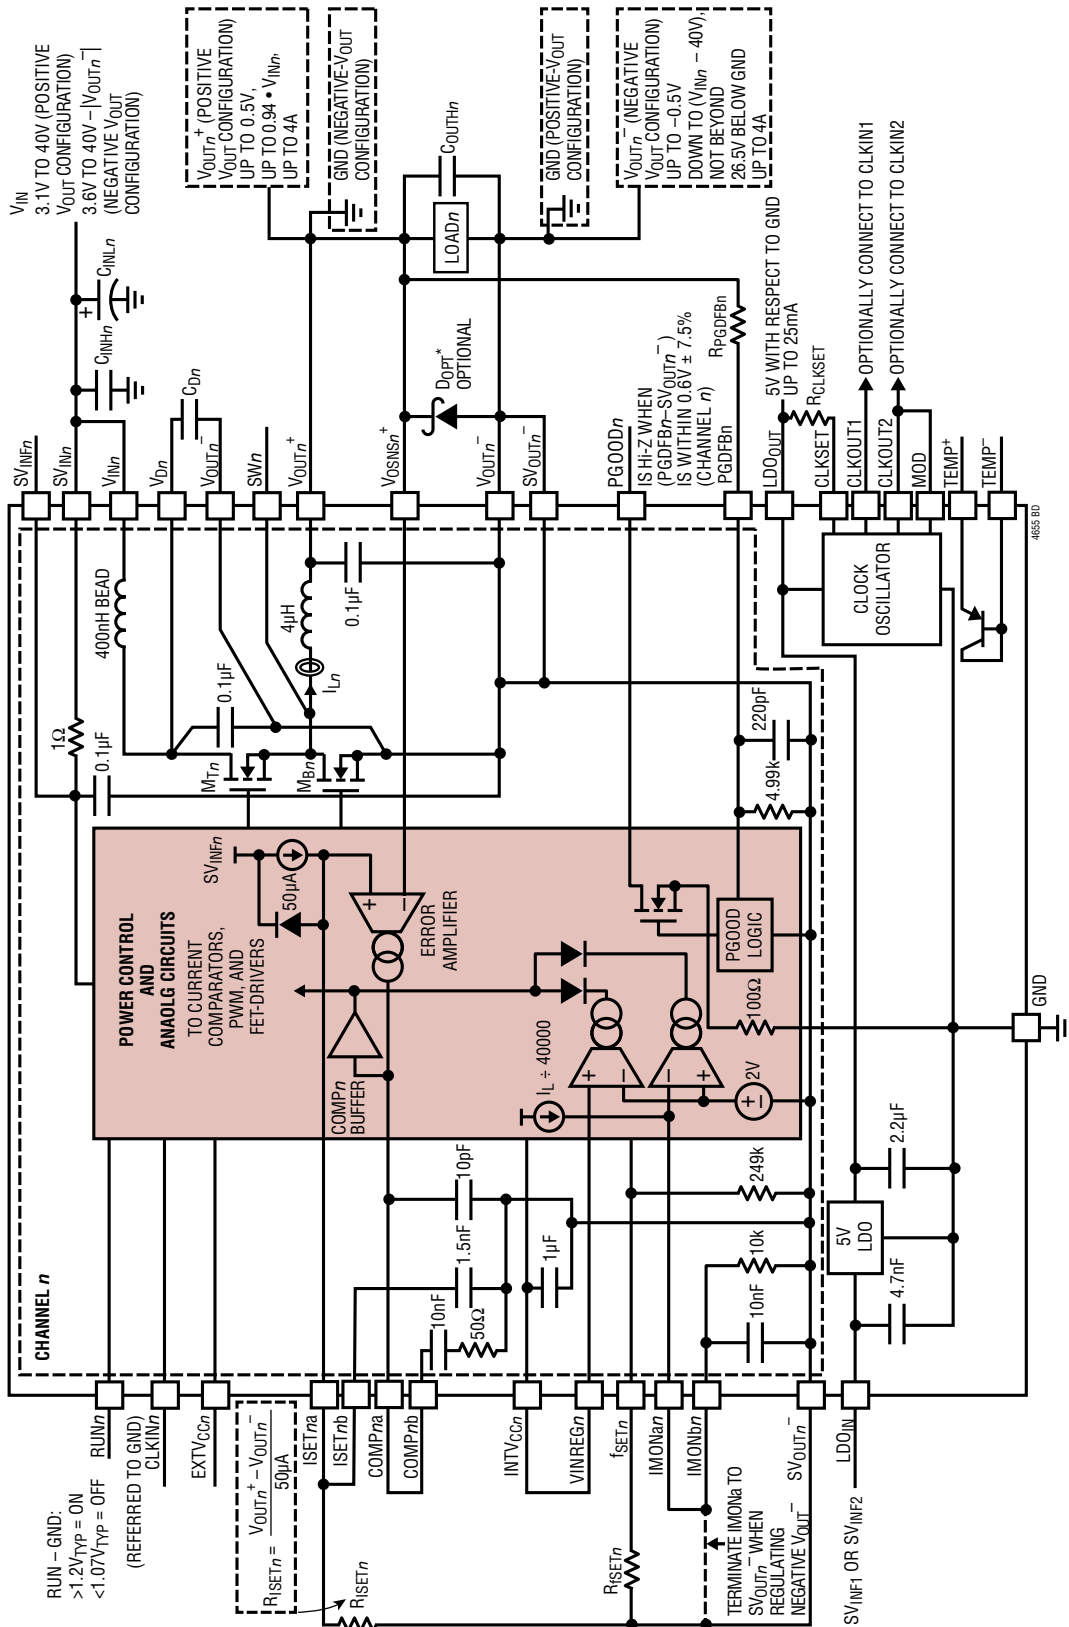 VIN
3.1V TO 40V (POSITIVE
VOUT CONFIGURATION)
3.6V TO 40V – |VOUTn–|
(NEGATIVE VOUT
CONFIGURATION)
CINLn
+
CINHn
VOUTn+ (POSITIVE
VOUT CONFIGURATION)
UP TO 0.5V,
UP TO 0.94 • VINn,
UP TO 4A
GND (NEGATIVE-VOUT
CONFIGURATION)
COUTHn
LOADn
GND (POSITIVE-VOUT
CONFIGURATION)
VOUTn– (NEGATIVE
VOUT CONFIGURATION)
UP TO –0.5V
DOWN TO (VINn – 40V),
NOT BEYOND
26.5V BELOW GND
UP TO 4A
CDn
DOPT*
OPTIONAL
RPGDFBn
5V WITH RESPECT TO GND
UP TO 25mA
RCLKSET
OPTIONALLY CONNECT TO CLKIN1
OPTIONALLY CONNECT TO CLKIN2
SVINFn
SVINn
VINn
VDn
VOUTn–
SWn
VOUTn+
VOSNSn+
VOUTn–
SVOUTn–
PGOODn
IS Hi-Z WHEN
(PGDFBn–SVOUTn–)
IS WITHIN 0.6V ± 7.5%
(CHANNEL n)
PGDFBn
LDOOUT
CLKSET
CLKOUT1
CLKOUT2
MOD
TEMP+
TEMP–
4655 BD
1Ω
0.1µF
400nH BEAD
0.1µF
MTn
MBn
ILn
4µH
0.1µF
220pF
4.99k
CLOCK
OSCILLATOR
POWER CONTROL
AND
ANAOLG CIRCUITS
TO CURRENT
COMPARATORS,
PWM, AND
FET-DRIVERS
SVINFn
50µA
+
–
ERROR
AMPLIFIER
COMPn
BUFFER
IL ÷ 40000
+
–
–
+
2V
+
–
100Ω
PGOOD
LOGIC
GND
CHANNEL n
10pF
1.5nF
10nF
50Ω
1µF
249k
10k
10nF
5V
LDO
2.2µF
4.7nF
RUN – GND:
>1.2VTYP = ON
<1.07VTYP = OFF
RUNn
(REFERRED TO GND)
CLKINn
EXTVCCn
RISETn = VOUTn+ – VOUTn–
50µA
RISETn
ISETna
ISETnb
COMPna
COMPnb
INTVCCn
VINREGn
fSETn
IMONan
IMONbn
SVOUTn–
LDOIN
RfSETn
TERMINATE IMONa TO
SVOUTn– WHEN
REGULATING
NEGATIVE VOUT–
SVINF1 OR SVINF2